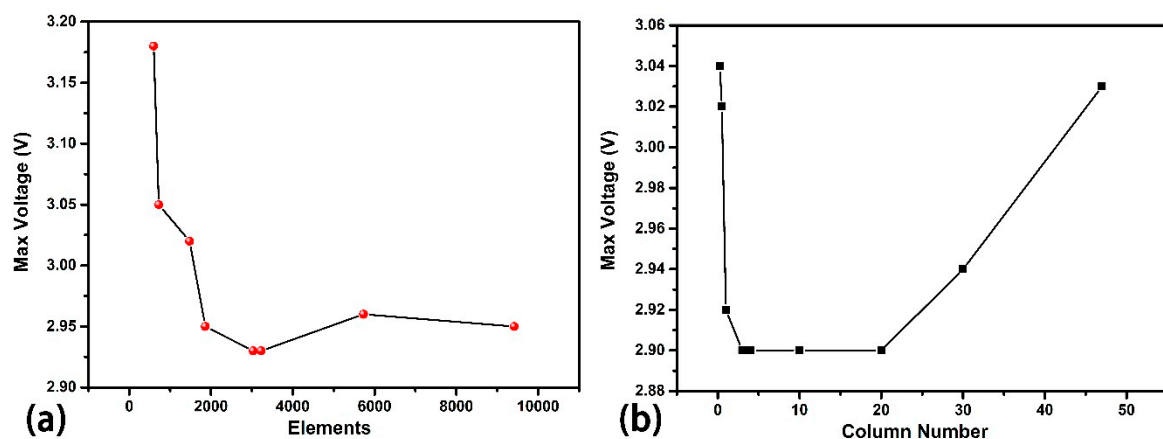 3.20
3.15
3.10
3.05
3.00
2.95
2.90
Max Voltage (V)
0 2000 4000 6000 8000 10000
Elements
(a)
3.06
3.04
3.02
3.00
2.98
2.96
2.94
2.92
2.90
2.88
Max Voltage (V)
0 10 20 30 40 50
Column Number
(b)